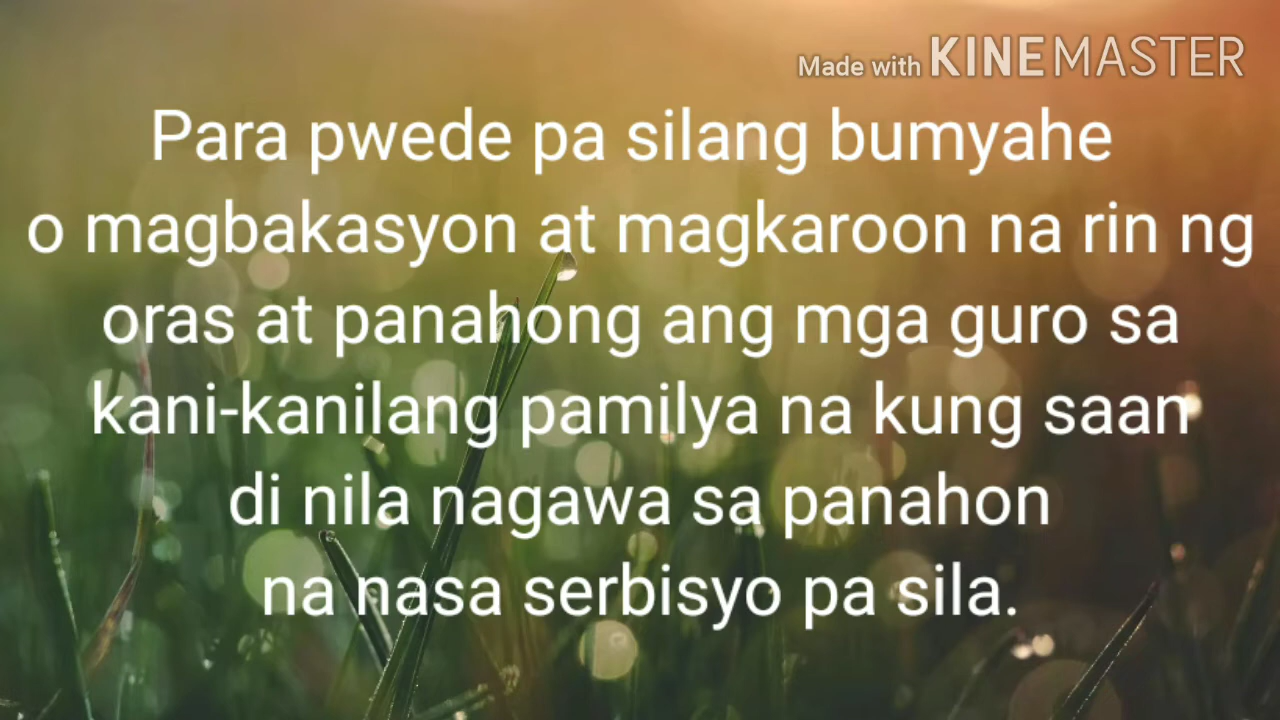 Made with KINEMASTER
Para pwede pa silang bumyahe
o magbakasyon at magkaroon na rin ng
oras at panahong ang mga guro sa
kani-kanilang pamilya na kung saan
di nila nagawa sa panahon
na nasa serbisyo pa sila.